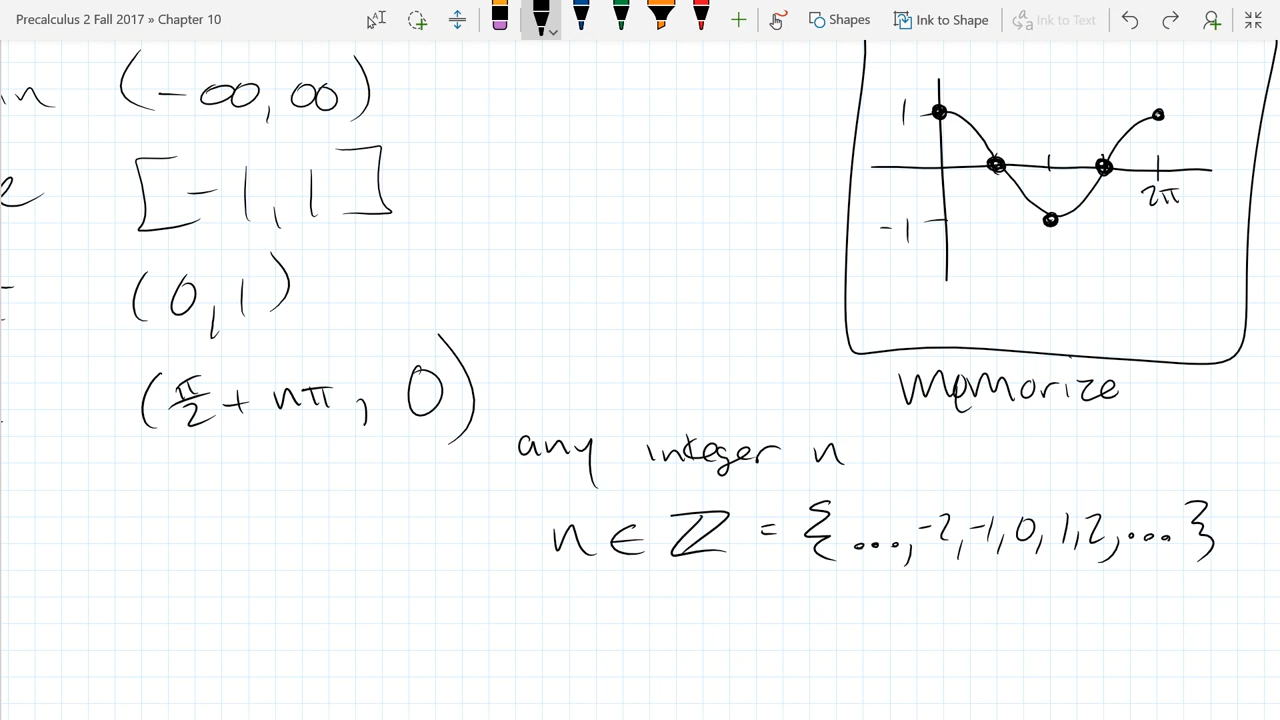 Precalculus 2 Fall 2017 » Chapter 10
Shapes
Ink to Shape
Ink to Text
in (-∞, ∞)
e [-1, 1]
(0, 1)
(π/2 + nπ, 0)
any integer n
n ∈ ℤ = {..., -2, -1, 0, 1, 2, ...}
1
-1
2π
memorize